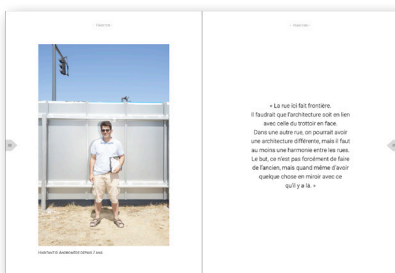 « La rue ici fait frontière.
Il faudrait que l'architecture soit en lien
avec celle du trottoir en face.
Dans une autre rue, on pourrait avoir
une architecture différente, mais il faut
au moins une harmonie entre les rues.
Le but, ce n'est pas forcément de faire
de l'ancien, mais quand même d'avoir
quelque chose en miroir avec ce
qu'il y a là. »